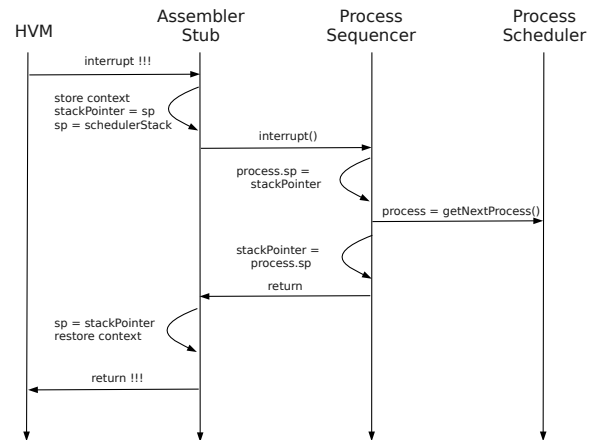 HVM
Assembler
Stub
Process
Sequencer
Process
Scheduler
interrupt !!!
store context
stackPointer = sp
sp = schedulerStack
interrupt()
process.sp =
stackPointer
process = getNextProcess()
stackPointer =
process.sp
return
sp = stackPointer
restore context
return !!!